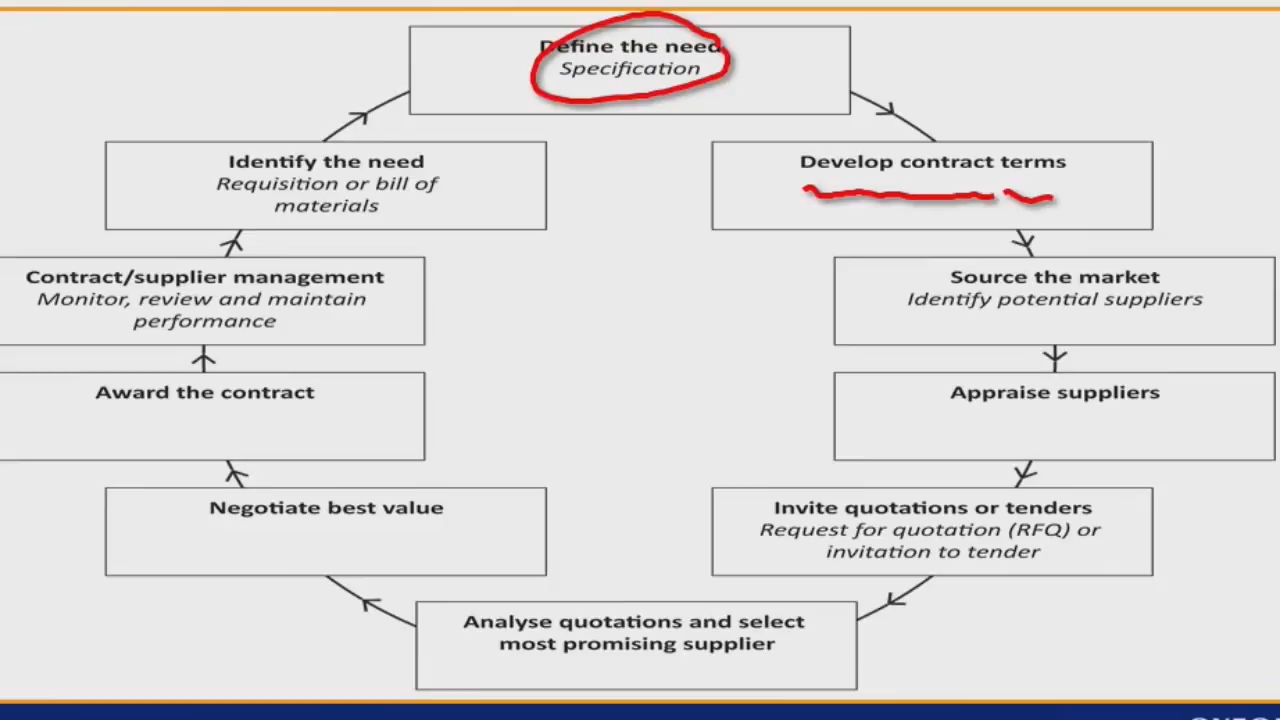 Define the need
Specification
Identify the need
Requisition or bill of
materials
Develop contract terms
Contract/supplier management
Monitor, review and maintain
performance
Source the market
Identify potential suppliers
Award the contract
Appraise suppliers
Negotiate best value
Invite quotations or tenders
Request for quotation (RFQ) or
invitation to tender
Analyse quotations and select
most promising supplier